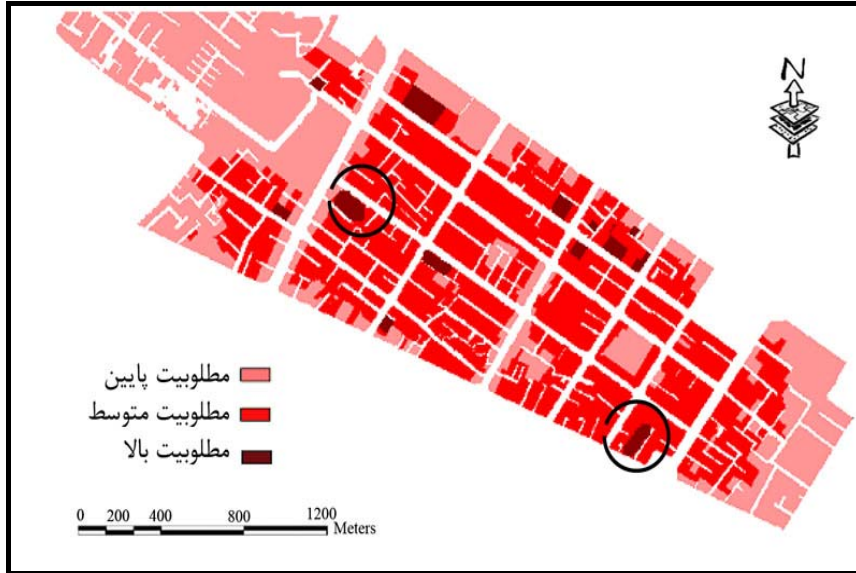 N
مطلوبیت پایین
مطلوبیت متوسط
مطلوبیت بالا
0 200 400 800 1200
Meters